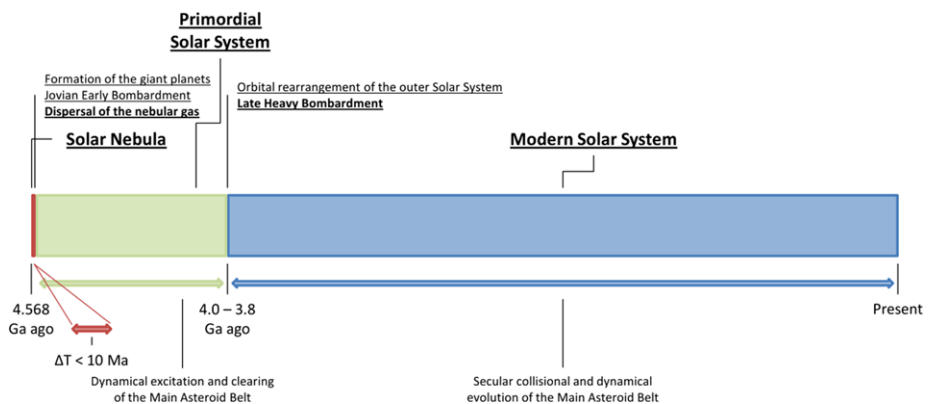 Primordial
Solar System
Formation of the giant planets
Jovian Early Bombardment
Dispersal of the nebular gas
Orbital rearrangement of the outer Solar System
Late Heavy Bombardment
Solar Nebula
Modern Solar System
4.568
Ga ago
4.0 – 3.8
Ga ago
Present
ΔT < 10 Ma
Dynamical excitation and clearing
of the Main Asteroid Belt
Secular collisional and dynamical
evolution of the Main Asteroid Belt